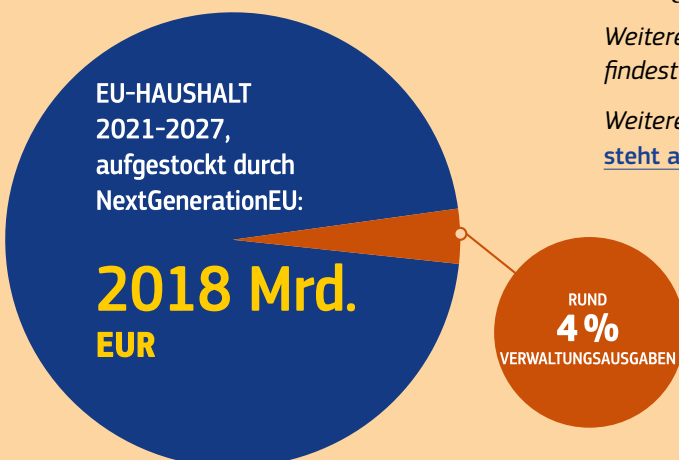 Weitere
findest
Weitere
steht a
EU-HAUSHALT
2021-2027,
aufgestockt durch
NextGenerationEU:
2018 Mrd.
EUR
RUND
4 %
VERWALTUNGSAUSGABEN